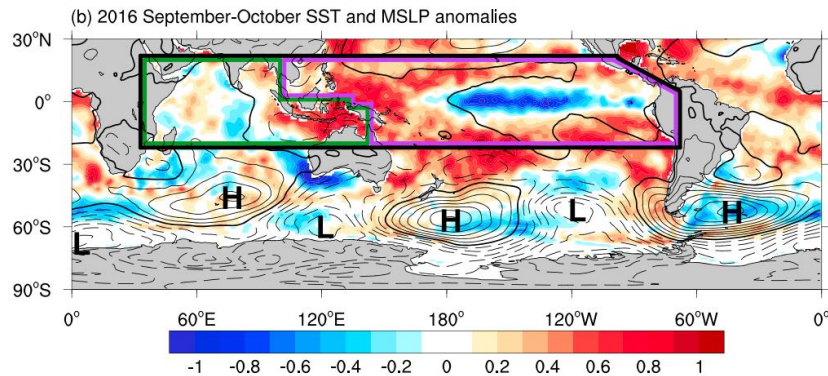 (b) 2016 September-October SST and MSLP anomalies
30°N
0°
30°S
60°S
90°S
H
H
H
L
L
L
0° 60°E 120°E 180° 120°W 60°W 0°
-1 -0.8 -0.6 -0.4 -0.2 0 0.2 0.4 0.6 0.8 1